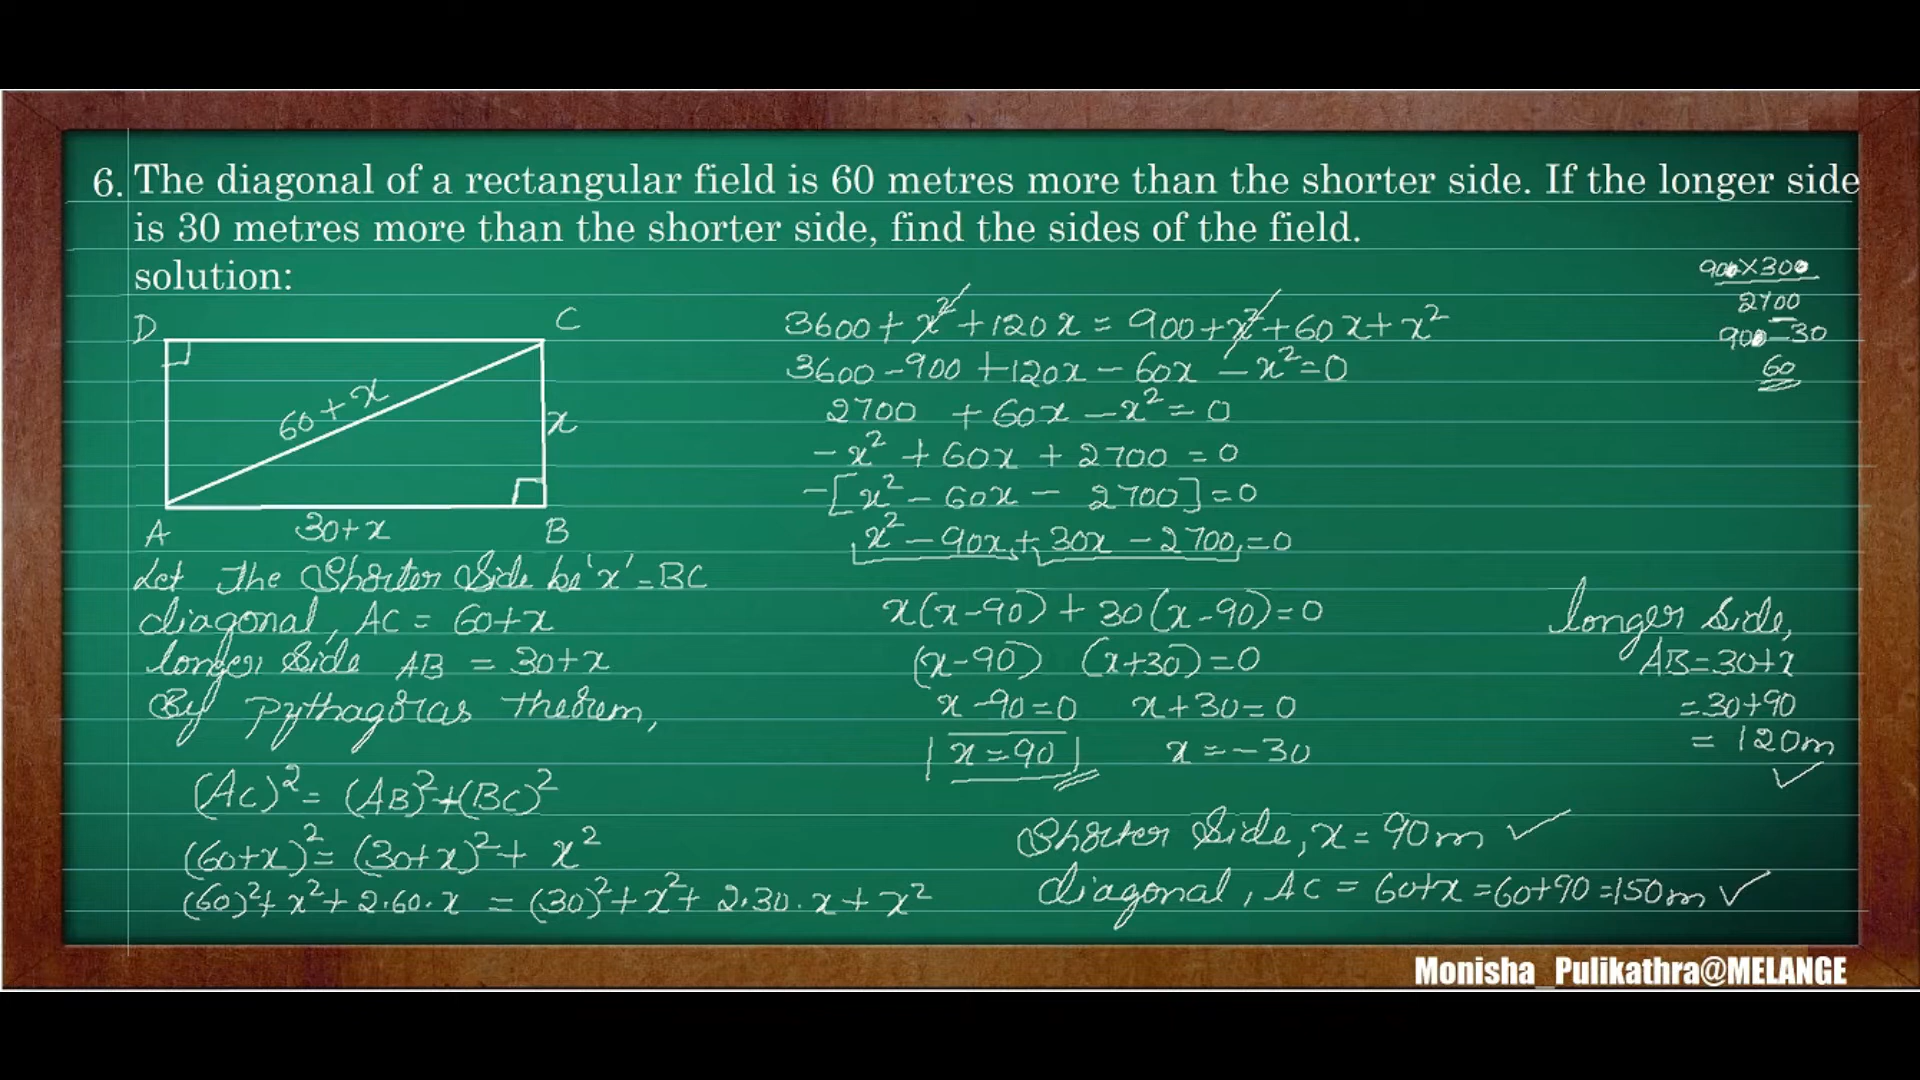 6. The diagonal of a rectangular field is 60 metres more than the shorter side. If the longer side
is 30 metres more than the shorter side, find the sides of the field.
solution:
D
C
60+x
x
A
30+x
B
Let The Shorter Side be 'x' = BC
diagonal, AC = 60+x
longer Side AB = 30+x
By Pythagoras theorem,
(AC)² = (AB)²+(BC)²
(60+x)² = (30+x)² + x²
(60)²+ x²+ 2·60·x = (30)²+x²+ 2·30·x+x²
3600+x²+120x = 900+x²+60x+x²
3600-900+120x-60x-x²=0
2700 +60x-x²=0
-x²+60x+2700=0
-[x²-60x- 2700]=0
x²-90x+30x-2700=0
x(x-90)+30(x-90)=0
(x-90) (x+30)=0
x-90=0 x+30=0
x=90 x=-30
Shorter Side, x = 90m ✓
diagonal, AC = 60+x=60+90=150m ✓
2700
60
longer Side,
AB=30+x
=30+90
= 120m
✓
Monisha_Pulikathra@MELANGE